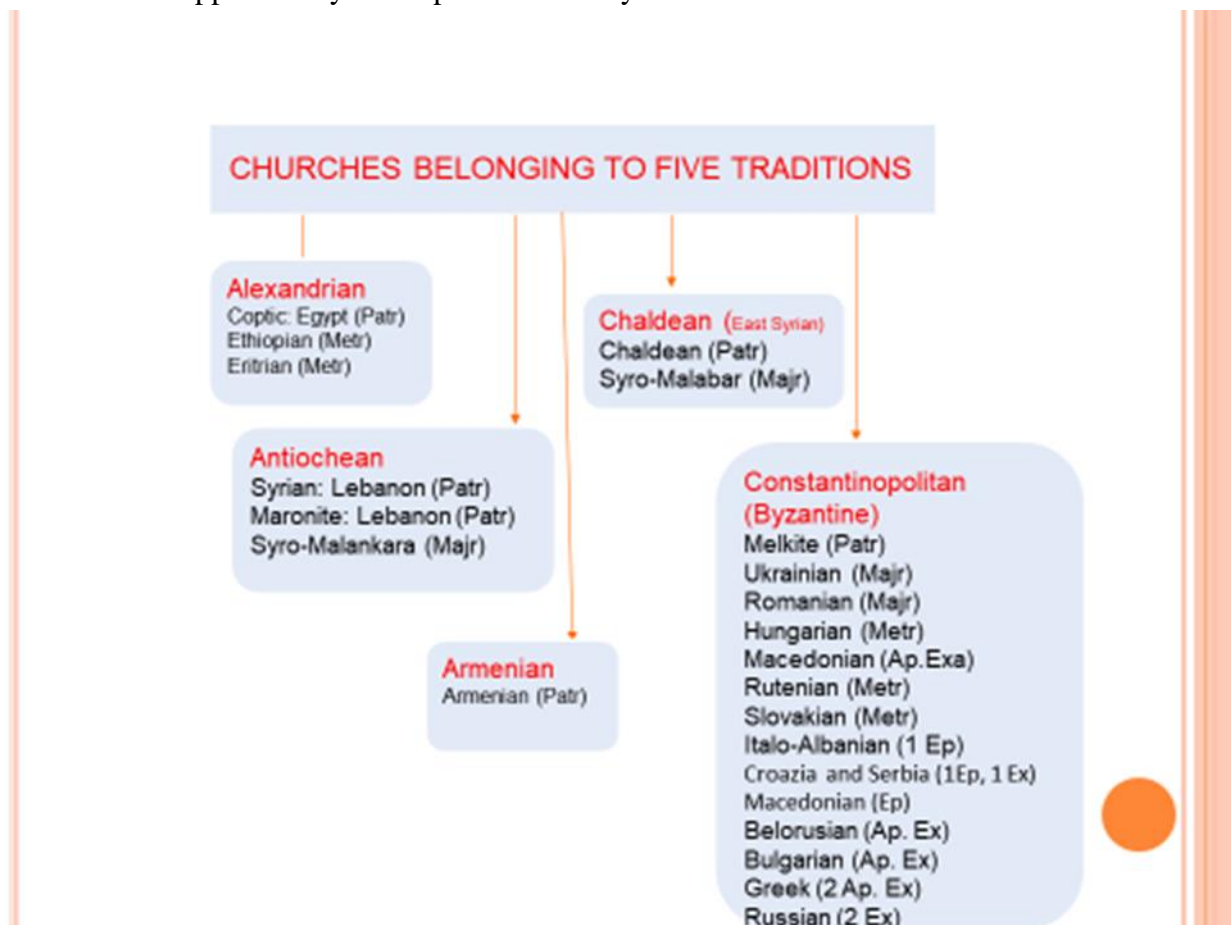 CHURCHES BELONGING TO FIVE TRADITIONS
Alexandrian
Coptic: Egypt (Patr)
Ethiopian (Metr)
Eritrian (Metr)
Antiochean
Syrian: Lebanon (Patr)
Maronite: Lebanon (Patr)
Syro-Malankara (Majr)
Armenian
Armenian (Patr)
Chaldean (East Syrian)
Chaldean (Patr)
Syro-Malabar (Majr)
Constantinopolitan
(Byzantine)
Melkite (Patr)
Ukrainian (Majr)
Romanian (Majr)
Hungarian (Metr)
Macedonian (Ap.Exa)
Rutenian (Metr)
Slovakian (Metr)
Italo-Albanian (1 Ep)
Croazia and Serbia (1Ep, 1 Ex)
Macedonian (Ep)
Belorusian (Ap. Ex)
Bulgarian (Ap. Ex)
Greek (2 Ap. Ex)
Russian (2 Ex)